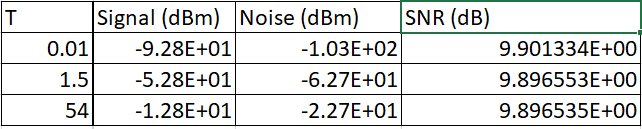 T Signal (dBm) Noise (dBm) SNR (dB)
0.01 -9.28E+01 -1.03E+02 9.901334E+00
1.5 -5.28E+01 -6.27E+01 9.896553E+00
54 -1.28E+01 -2.27E+01 9.896535E+00